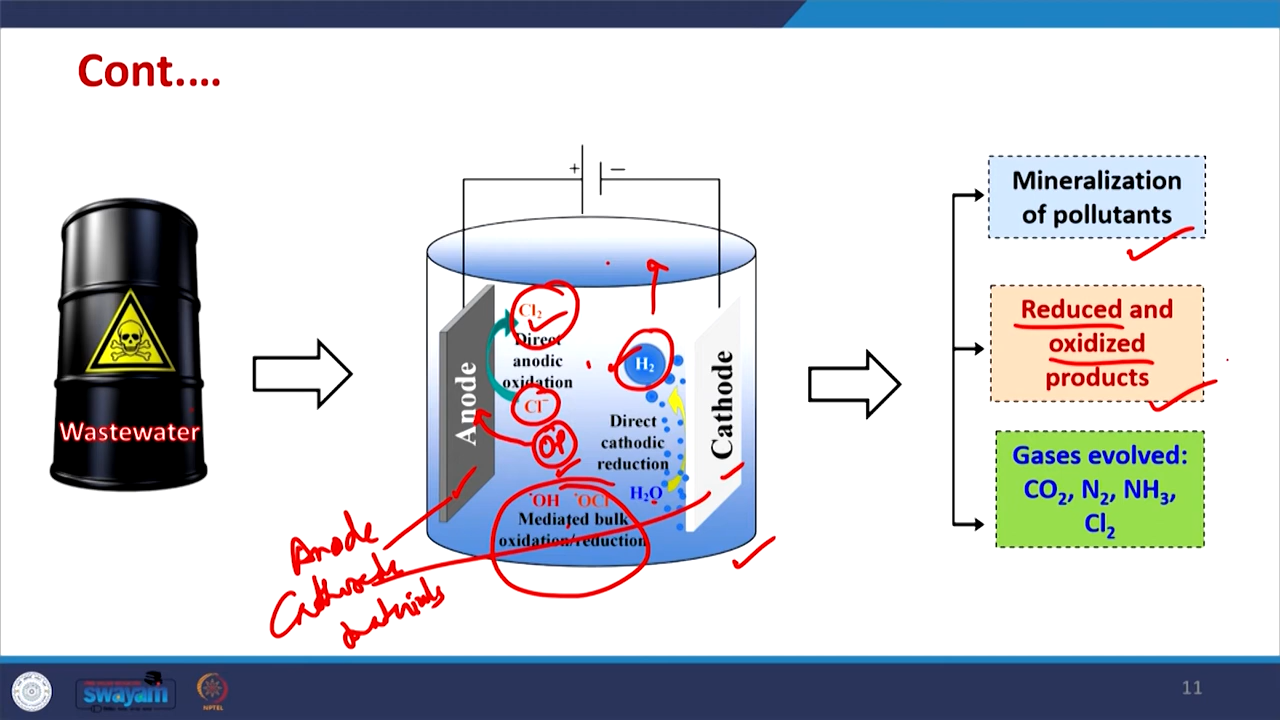 Cont....
+ −
Wastewater
Anode
Cl₂
Direct
anodic
oxidation
Cl⁻
OP
•OH •OCl⁻
Mediated bulk
oxidation/reduction
H₂
Direct
cathodic
reduction
H₂O
Cathode
Anode
Cathode
materials
Mineralization
of pollutants
Reduced and
oxidized
products
Gases evolved:
CO₂, N₂, NH₃,
Cl₂
swayam
NPTEL
11